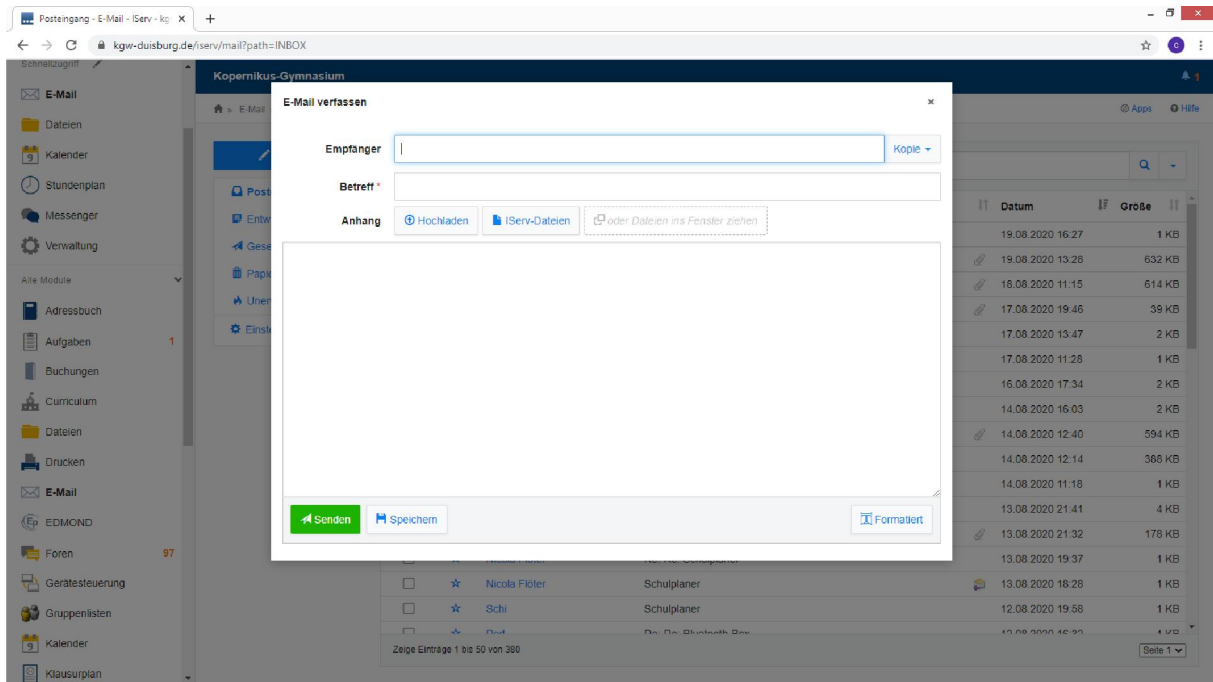 Posteingang - E-Mail - IServ - kg
kgw-duisburg.de/iserv/mail?path=INBOX
Schnellzugriff
E-Mail
Dateien
Kalender
Stundenplan
Messenger
Verwaltung
Alle Module
Adressbuch
Aufgaben 1
Buchungen
Curriculum
Dateien
Drucken
E-Mail
EDMOND
Foren 97
Gerätesteuerung
Gruppenlisten
Kalender
Klausurplan
Kopernikus-Gymnasium 1
» E-Mail
Apps Hilfe
E-Mail verfassen
Empfänger
Kopie
Betreff *
Anhang Hochladen IServ-Dateien oder Dateien ins Fenster ziehen
Senden Speichern Formatiert
Datum Größe
19.08.2020 16:27 1 KB
19.08.2020 13:28 632 KB
18.08.2020 11:15 614 KB
17.08.2020 19:46 39 KB
17.08.2020 13:47 2 KB
17.08.2020 11:28 1 KB
16.08.2020 17:34 2 KB
14.08.2020 16:03 2 KB
14.08.2020 12:40 594 KB
14.08.2020 12:14 388 KB
14.08.2020 11:18 1 KB
13.08.2020 21:41 4 KB
13.08.2020 21:32 178 KB
13.08.2020 19:37 1 KB
Nicola Flöter Schulplaner 13.08.2020 18:28 1 KB
Schi Schulplaner 12.08.2020 19:58 1 KB
Zeige Einträge 1 bis 50 von 380
Seite 1